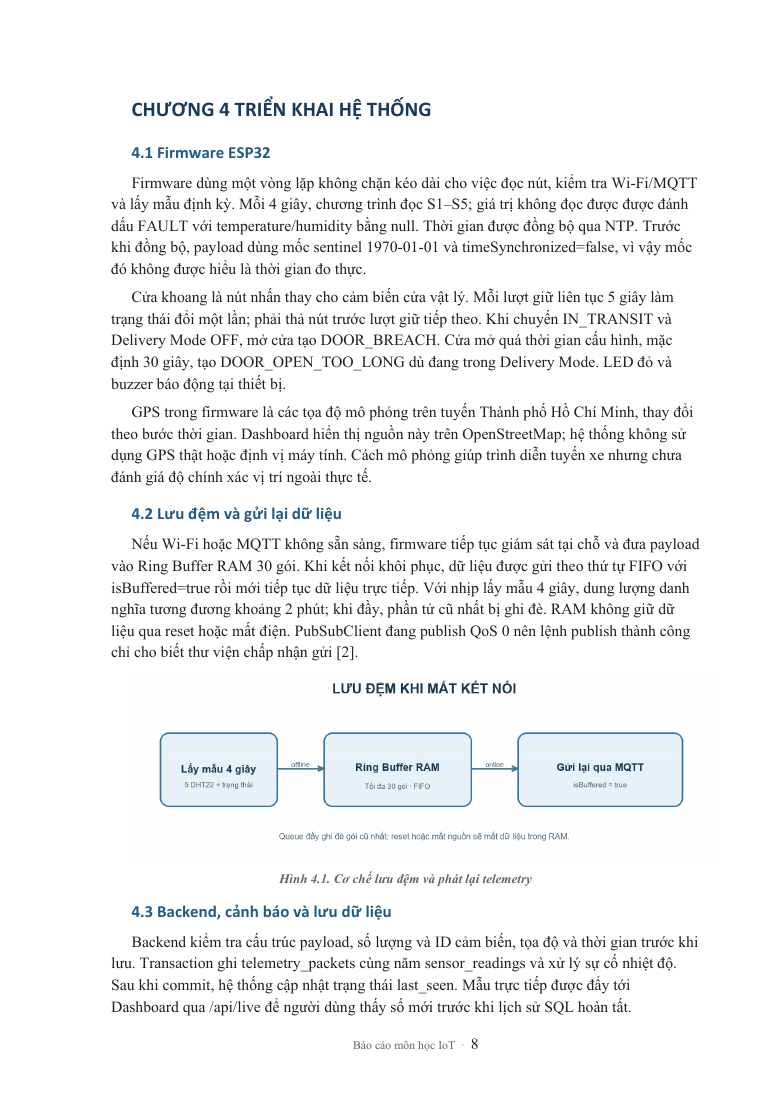 CHƯƠNG 4 TRIỂN KHAI HỆ THỐNG
4.1 Firmware ESP32
Firmware dùng một vòng lặp không chặn kéo dài cho việc đọc nút, kiểm tra Wi-Fi/MQTT
và lấy mẫu định kỳ. Mỗi 4 giây, chương trình đọc S1–S5; giá trị không đọc được được đánh
dấu FAULT với temperature/humidity bằng null. Thời gian được đồng bộ qua NTP. Trước
khi đồng bộ, payload dùng mốc sentinel 1970-01-01 và timeSynchronized=false, vì vậy mốc
đó không được hiểu là thời gian đo thực.
Cửa khoang là nút nhấn thay cho cảm biến cửa vật lý. Mỗi lượt giữ liên tục 5 giây làm
trạng thái đổi một lần; phải thả nút trước lượt giữ tiếp theo. Khi chuyến IN_TRANSIT và
Delivery Mode OFF, mở cửa tạo DOOR_BREACH. Cửa mở quá thời gian cấu hình, mặc
định 30 giây, tạo DOOR_OPEN_TOO_LONG dù đang trong Delivery Mode. LED đỏ và
buzzer báo động tại thiết bị.
GPS trong firmware là các tọa độ mô phỏng trên tuyến Thành phố Hồ Chí Minh, thay đổi
theo bước thời gian. Dashboard hiển thị nguồn này trên OpenStreetMap; hệ thống không sử
dụng GPS thật hoặc định vị máy tính. Cách mô phỏng giúp trình diễn tuyến xe nhưng chưa
đánh giá độ chính xác vị trí ngoài thực tế.
4.2 Lưu đệm và gửi lại dữ liệu
Nếu Wi-Fi hoặc MQTT không sẵn sàng, firmware tiếp tục giám sát tại chỗ và đưa payload
vào Ring Buffer RAM 30 gói. Khi kết nối khôi phục, dữ liệu được gửi theo thứ tự FIFO với
isBuffered=true rồi mới tiếp tục dữ liệu trực tiếp. Với nhịp lấy mẫu 4 giây, dung lượng danh
nghĩa tương đương khoảng 2 phút; khi đầy, phần tử cũ nhất bị ghi đè. RAM không giữ dữ
liệu qua reset hoặc mất điện. PubSubClient đang publish QoS 0 nên lệnh publish thành công
chỉ cho biết thư viện chấp nhận gửi [2].
LƯU ĐỆM KHI MẤT KẾT NỐI
Lấy mẫu 4 giây
5 DHT22 + trạng thái
offline
Ring Buffer RAM
Tối đa 30 gói · FIFO
online
Gửi lại qua MQTT
isBuffered = true
Queue đầy ghi đè gói cũ nhất; reset hoặc mất nguồn sẽ mất dữ liệu trong RAM.
Hình 4.1. Cơ chế lưu đệm và phát lại telemetry
4.3 Backend, cảnh báo và lưu dữ liệu
Backend kiểm tra cấu trúc payload, số lượng và ID cảm biến, tọa độ và thời gian trước khi
lưu. Transaction ghi telemetry_packets cùng năm sensor_readings và xử lý sự cố nhiệt độ.
Sau khi commit, hệ thống cập nhật trạng thái last_seen. Mẫu trực tiếp được đẩy tới
Dashboard qua /api/live để người dùng thấy số mới trước khi lịch sử SQL hoàn tất.
Báo cáo môn học IoT · 8